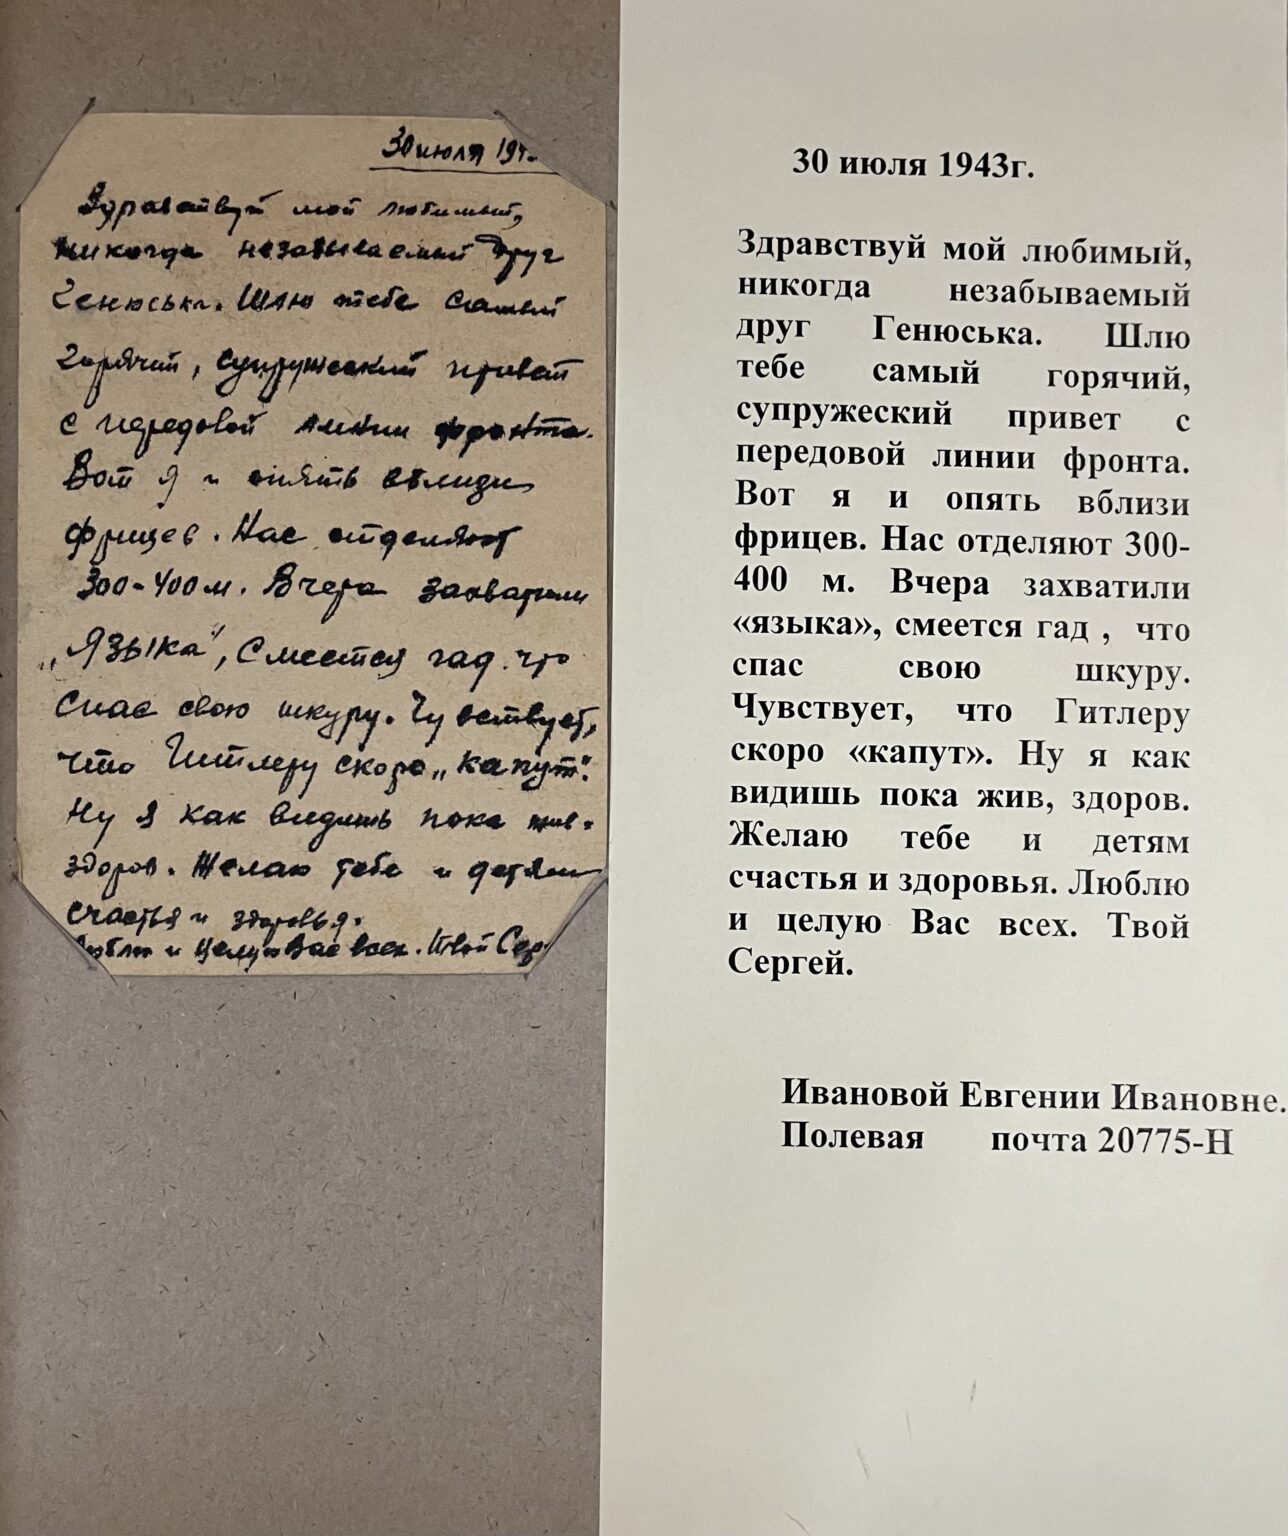 30 июля 194
Здравствуй мой любимый,
никогда незабываемый друг
Генюська. Шлю тебе самый
горячий, супружеский привет
с передовой линии фронта.
Вот я и опять вблизи
фрицев. Нас отделяют
300-400 м. Вчера захватили
„языка", смеется гад. что
спас свою шкуру. Чувствует,
что Гитлеру скоро „капут".
Ну я как видишь пока жив.
здоров. Желаю тебе и детям
счастья и здоровья.
Люблю и целую Вас всех. Твой Сер
30 июля 1943г.
Здравствуй мой любимый,
никогда незабываемый
друг Генюська. Шлю
тебе самый горячий,
супружеский привет с
передовой линии фронта.
Вот я и опять вблизи
фрицев. Нас отделяют 300-
400 м. Вчера захватили
«языка», смеется гад , что
спас свою шкуру.
Чувствует, что Гитлеру
скоро «капут». Ну я как
видишь пока жив, здоров.
Желаю тебе и детям
счастья и здоровья. Люблю
и целую Вас всех. Твой
Сергей.
Ивановой Евгении Ивановне.
Полевая почта 20775-Н